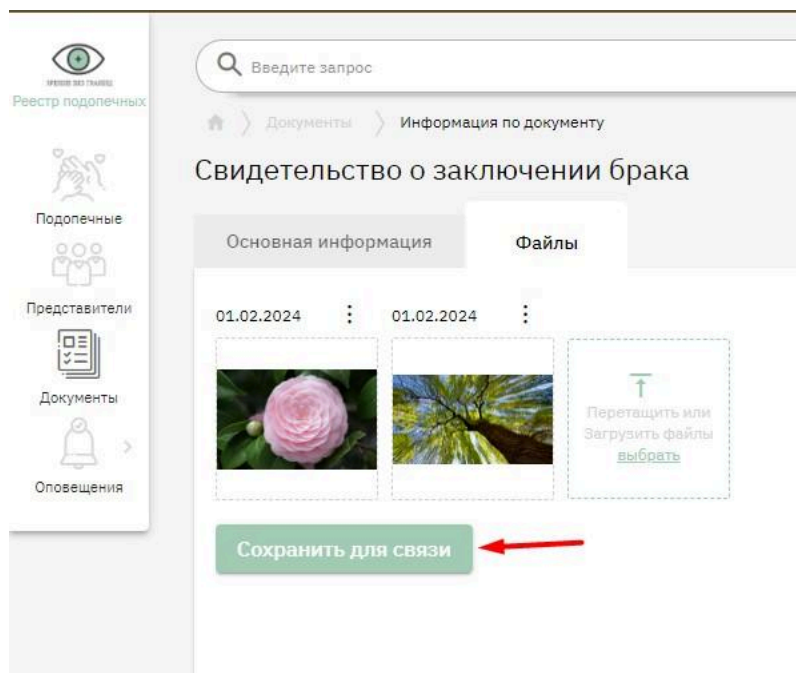 Введите запрос
Реестр подопечных
Документы
Информация по документу
Свидетельство о заключении брака
Подопечные
Основная информация
Файлы
Представители
01.02.2024
01.02.2024
Документы
Перетащить или
Загрузить файлы
выбрать
Оповещения
Сохранить для связи